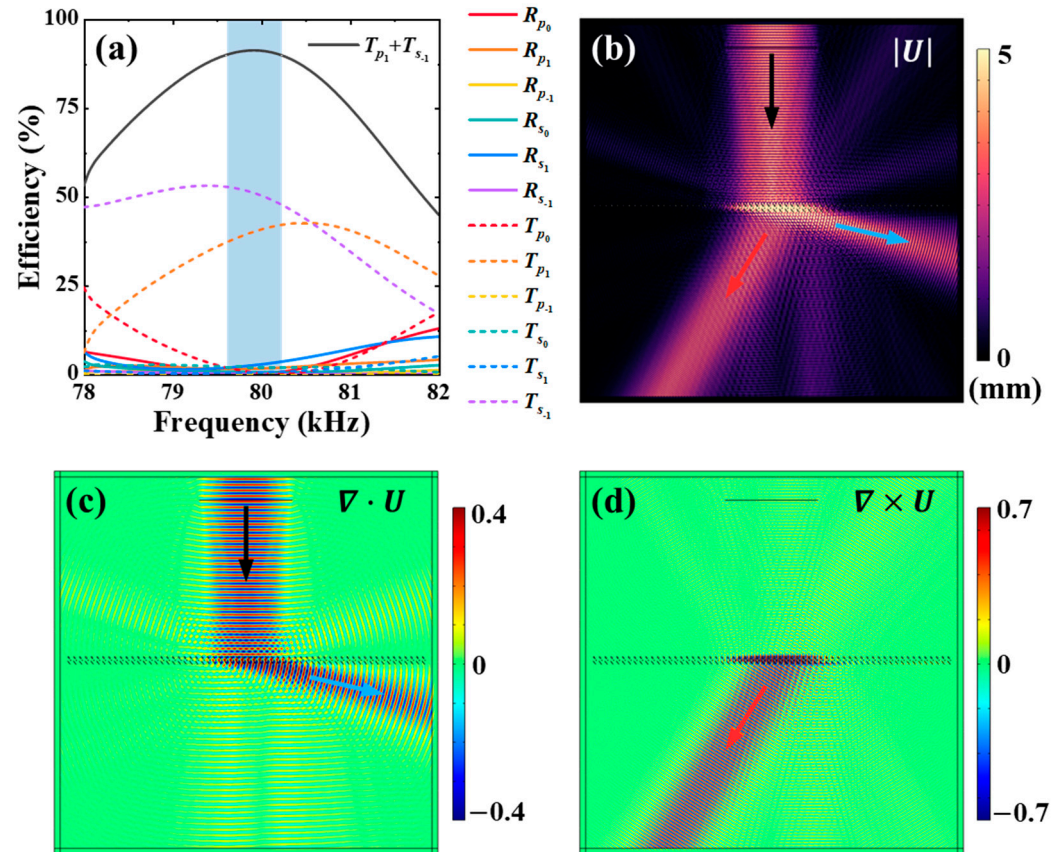 (a)
T_{p_1}+T_{s_{-1}}
100
75
50
25
0
Efficiency (%)
78 79 80 81 82
Frequency (kHz)
R_{p_0}
R_{p_1}
R_{p_{-1}}
R_{s_0}
R_{s_1}
R_{s_{-1}}
T_{p_0}
T_{p_1}
T_{p_{-1}}
T_{s_0}
T_{s_1}
T_{s_{-1}}
(b) |U|
5
0
(mm)
(c) ∇ · U
0.4
0
−0.4
(d) ∇ × U
0.7
0
−0.7